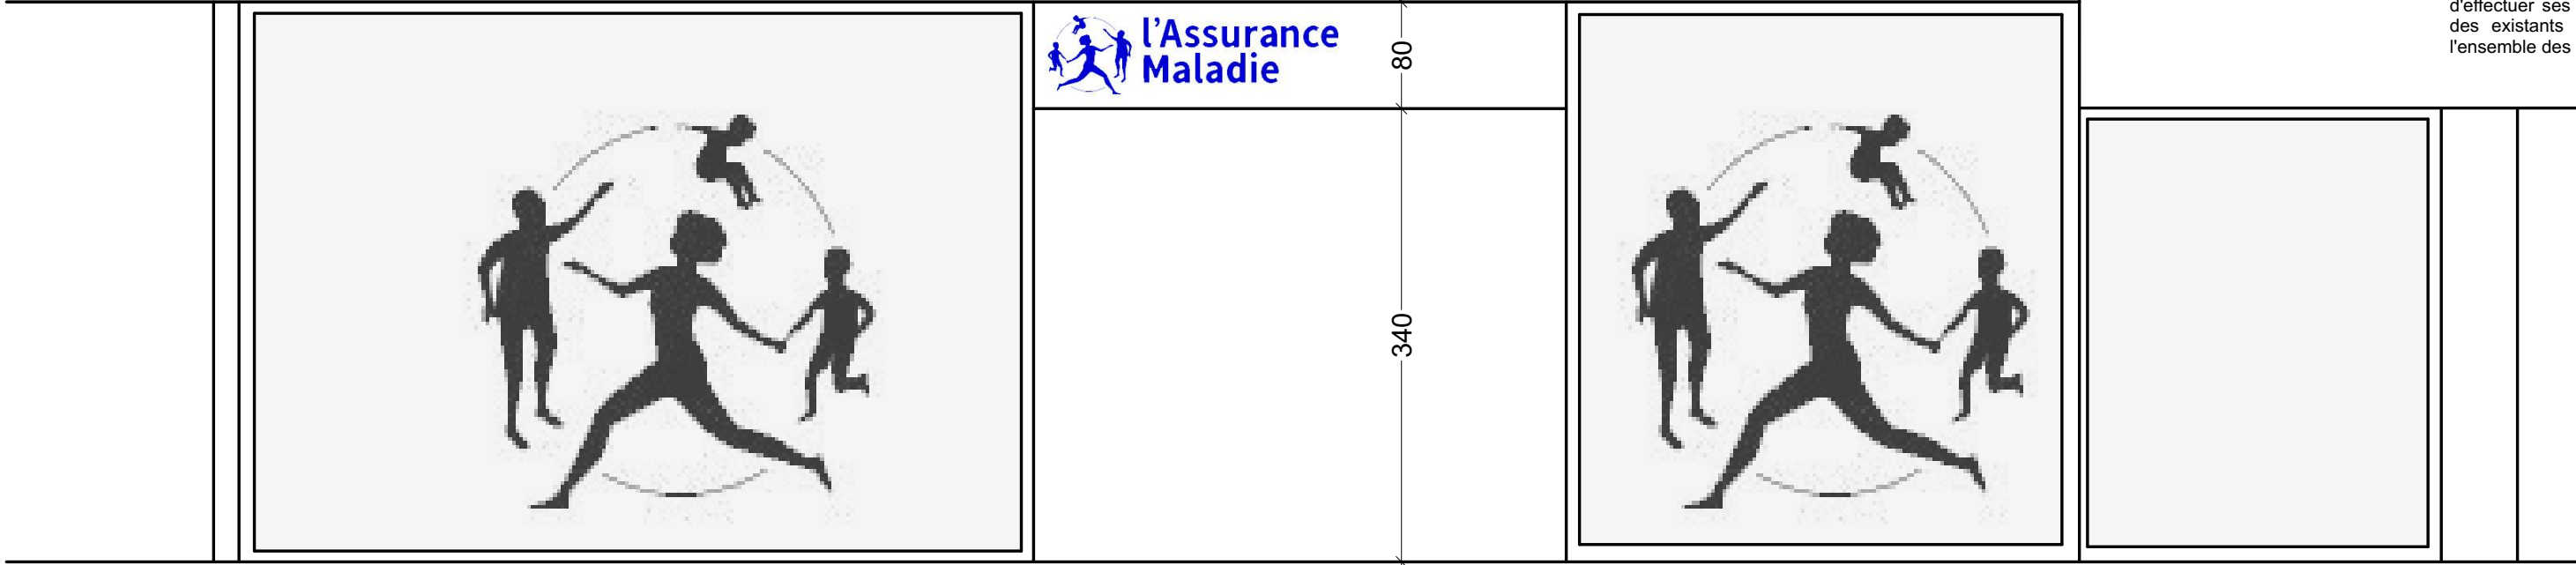 l'Assurance
Maladie
80
340
d'effectuer ses
des existants
l'ensemble des